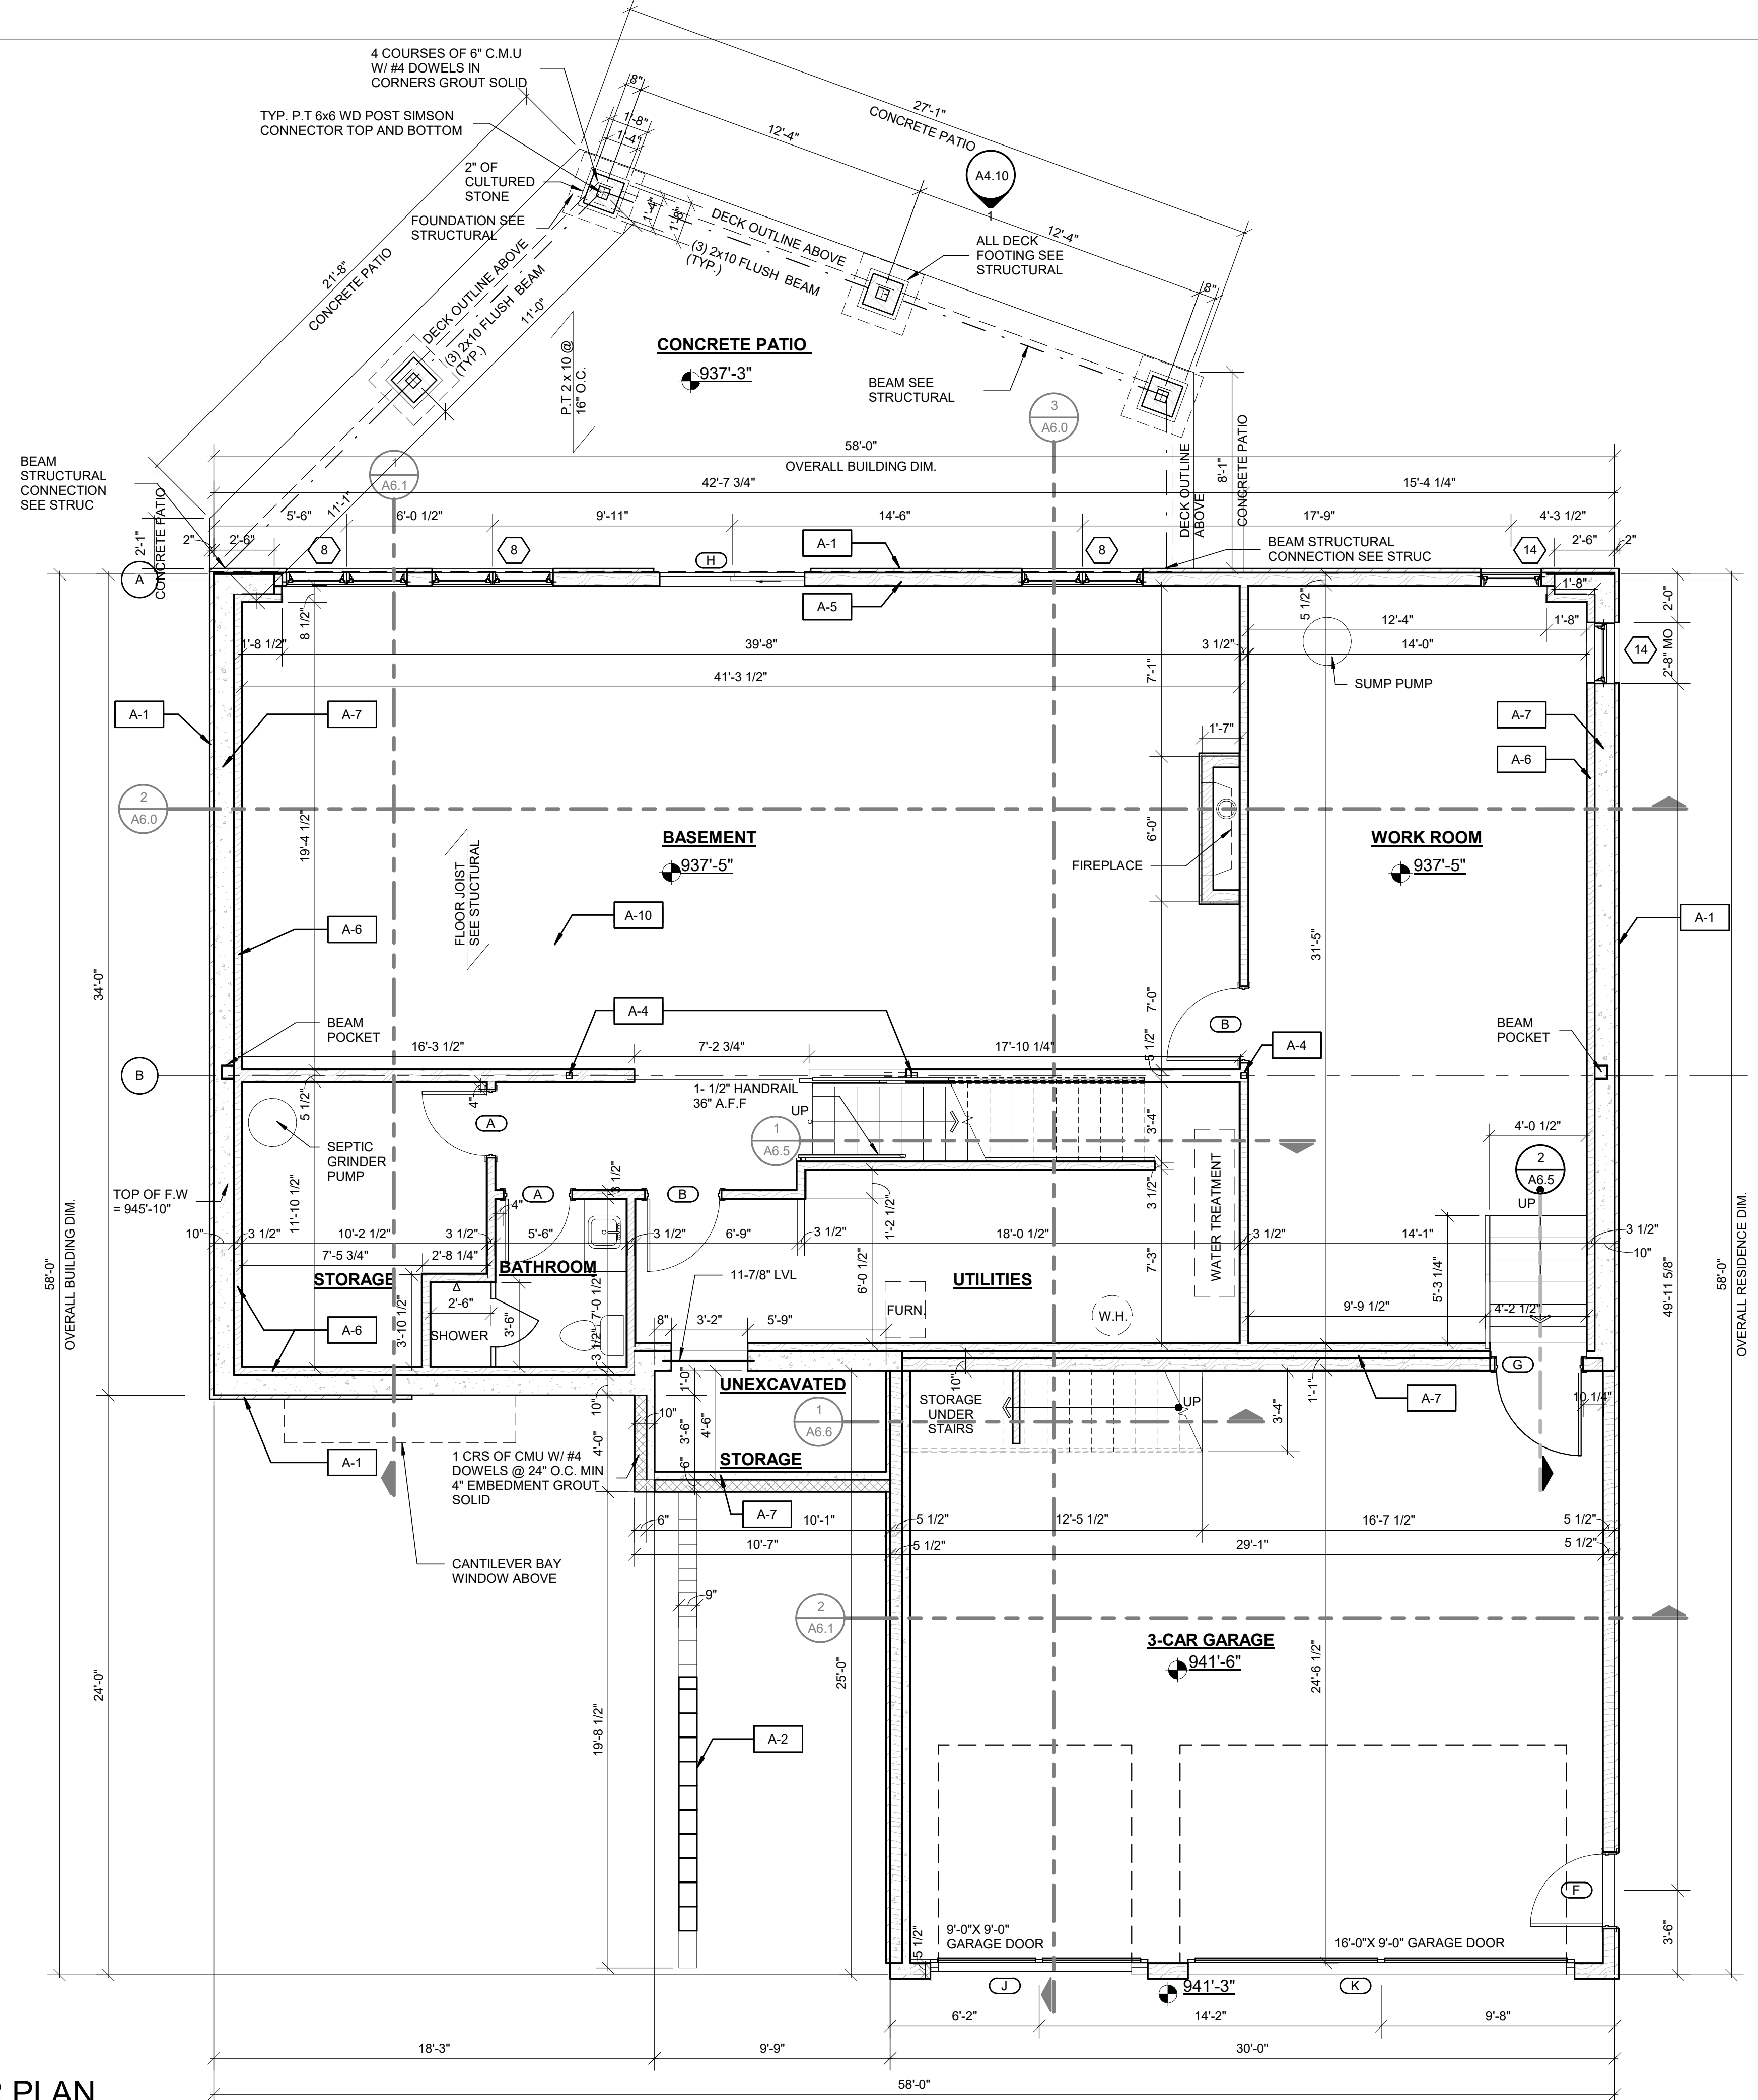 4 COURSES OF 6" C.M.U
W/ #4 DOWELS IN
CORNERS GROUT SOLID
TYP. P.T 6x6 WD POST SIMSON
CONNECTOR TOP AND BOTTOM
2" OF
CULTURED
STONE
FOUNDATION SEE
STRUCTURAL
8"
1'-8"
1'-4"
12'-4"
27'-1"
CONCRETE PATIO
A4.10
1
12'-4"
8"
1'-4"
1'-8"
DECK OUTLINE ABOVE
(3) 2x10 FLUSH BEAM
(TYP.)
ALL DECK
FOOTING SEE
STRUCTURAL
21'-8"
CONCRETE PATIO
DECK OUTLINE ABOVE
(3) 2x10 FLUSH BEAM
(TYP.)
11'-0"
11'-1"
P.T 2 x 10 @
16" O.C.
CONCRETE PATIO
937'-3"
BEAM SEE
STRUCTURAL
3
A6.0
1
A6.1
BEAM
STRUCTURAL
CONNECTION
SEE STRUC
58'-0"
OVERALL BUILDING DIM.
42'-7 3/4"
15'-4 1/4"
DECK OUTLINE
ABOVE
8'-1"
CONCRETE PATIO
2'-1"
CONCRETE PATIO
5'-6"
6'-0 1/2"
9'-11"
14'-6"
17'-9"
4'-3 1/2"
2"
2'-6"
8
8
H
A-1
8
BEAM STRUCTURAL
CONNECTION SEE STRUC
14
2'-6"
2"
A
A-5
8 1/2"
5 1/2"
1'-8"
2'-0"
12'-4"
1'-8"
1'-8 1/2"
39'-8"
3 1/2"
14'-0"
14
2'-8" MO
41'-3 1/2"
7'-1"
SUMP PUMP
A-1
A-7
1'-7"
A-7
A-6
2
A6.0
19'-4 1/2"
BASEMENT
937'-5"
6'-0"
FIREPLACE
WORK ROOM
937'-5"
FLOOR JOIST
SEE STUCTURAL
A-10
A-6
A-1
31'-5"
34'-0"
A-4
7'-0"
B
BEAM
POCKET
BEAM
POCKET
16'-3 1/2"
7'-2 3/4"
17'-10 1/4"
5 1/2"
A-4
B
5 1/2"
4"
1- 1/2" HANDRAIL
36" A.F.F
UP
A
SEPTIC
GRINDER
PUMP
1
A6.5
3'-4"
4'-0 1/2"
2
A6.5
UP
TOP OF F.W
= 945'-10"
11'-10 1/2"
A
3 1/2"
B
4"
1'-2 1/2"
3 1/2"
WATER TREATMENT
10"
3 1/2"
10'-2 1/2"
3 1/2"
5'-6"
3 1/2"
6'-9"
3 1/2"
18'-0 1/2"
3 1/2"
14'-1"
3 1/2"
10"
7'-5 3/4"
2'-8 1/4"
STORAGE
BATHROOM
11-7/8" LVL
6'-0 1/2"
UTILITIES
7'-3"
5'-3 1/4"
2'-6"
3'-10 1/2"
SHOWER
3'-6"
7'-0 1/2"
3 1/2"
8"
3'-2"
5'-9"
FURN.
W.H.
9'-9 1/2"
4'-2 1/2"
A-6
49'-11 5/8"
58'-0"
OVERALL RESIDENCE DIM.
58'-0"
OVERALL BUILDING DIM.
G
UNEXCAVATED
1'-0"
10"
10"
1'-1"
A-7
10 1/4"
STORAGE
UNDER
STAIRS
UP
3'-4"
10"
3'-6"
4'-6"
1
A6.6
4'-0"
6"
STORAGE
A-1
1 CRS OF CMU W/ #4
DOWELS @ 24" O.C. MIN
4" EMBEDMENT GROUT
SOLID
A-7
6"
10'-1"
5 1/2"
12'-5 1/2"
16'-7 1/2"
5 1/2"
10'-7"
5 1/2"
29'-1"
5 1/2"
CANTILEVER BAY
WINDOW ABOVE
9"
2
A6.1
3-CAR GARAGE
941'-6"
24'-0"
25'-0"
24'-6 1/2"
19'-8 1/2"
A-2
F
3'-6"
5 1/2"
9'-0"X 9'-0"
GARAGE DOOR
16'-0"X 9'-0" GARAGE DOOR
J
941'-3"
K
6'-2"
14'-2"
9'-8"
18'-3"
9'-9"
30'-0"
58'-0"
PLAN